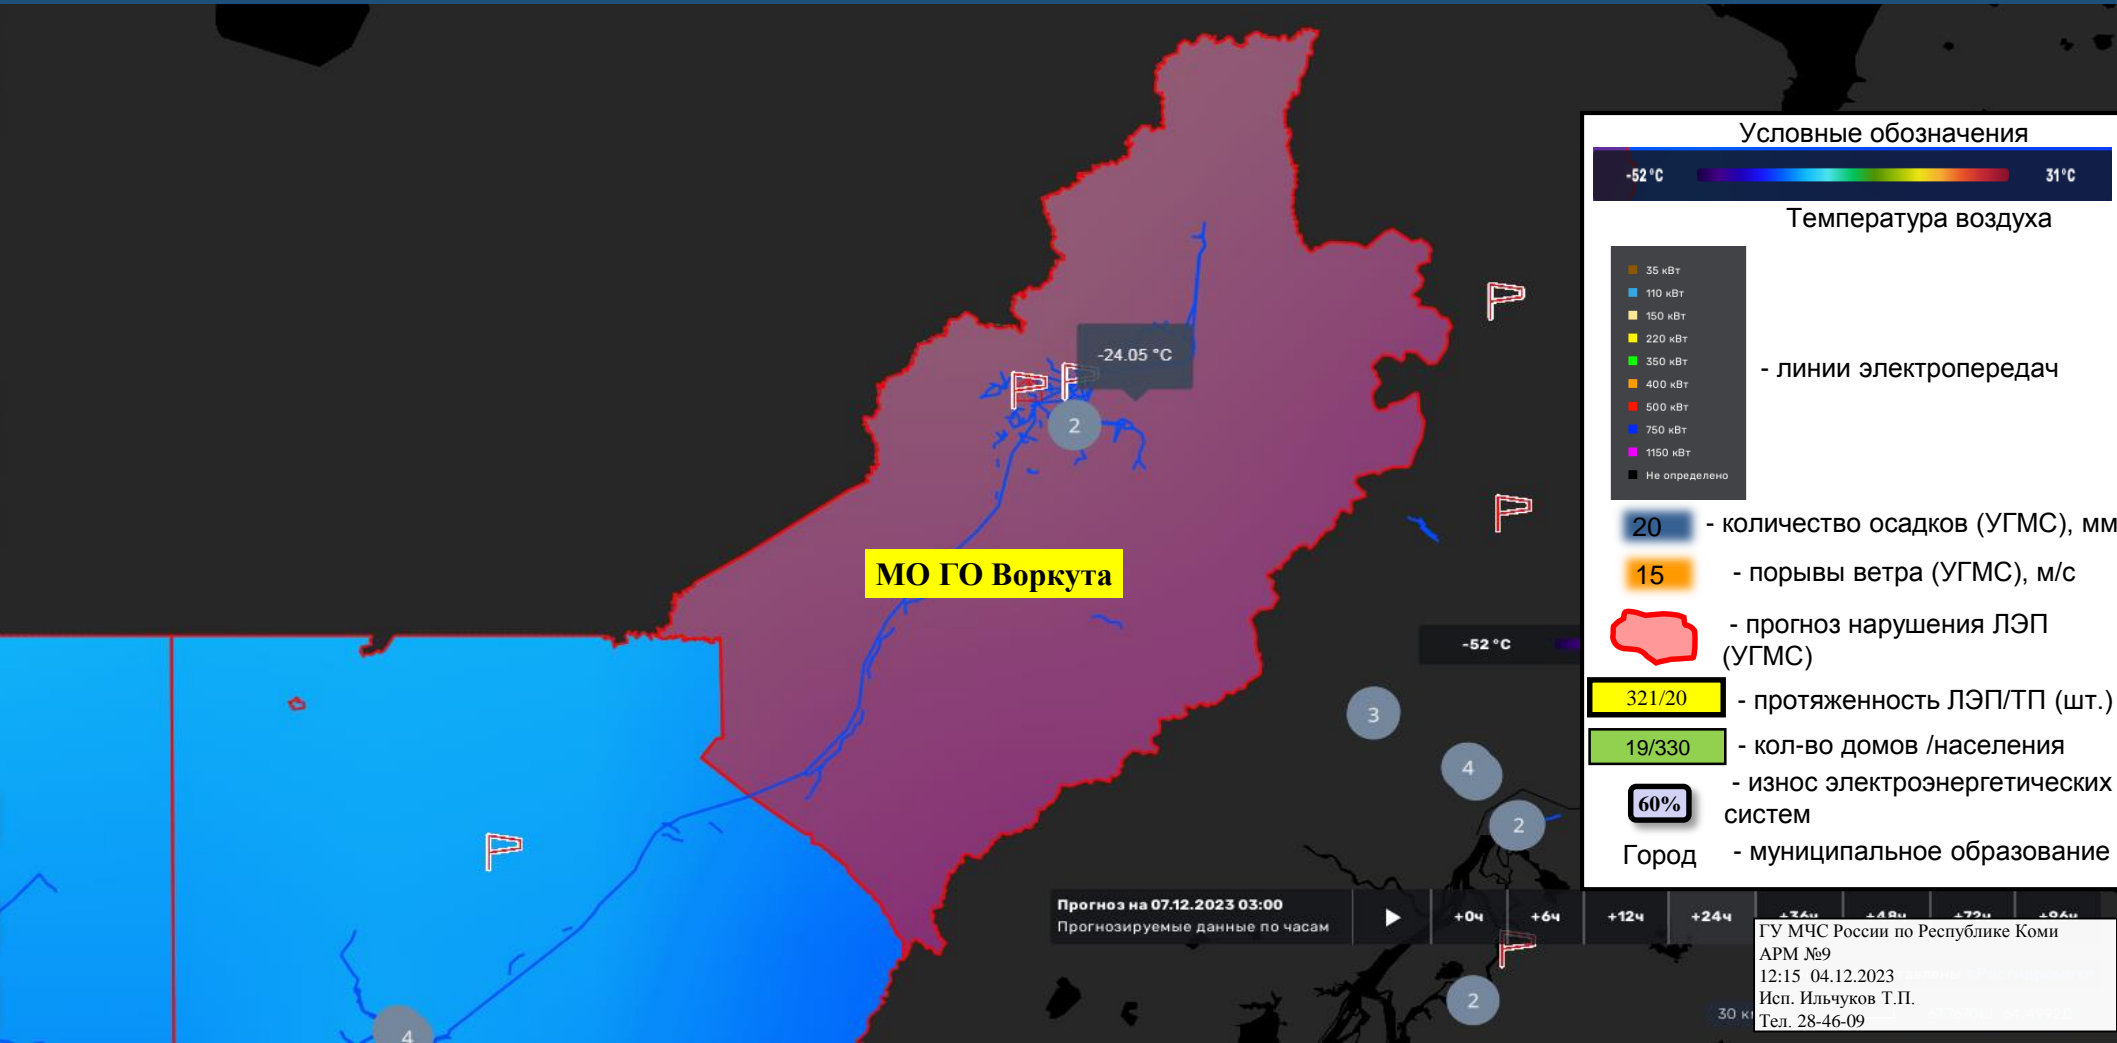 Условные обозначения
-52°C
31°C
Температура воздуха
35 кВт
110 кВт
150 кВт
220 кВт
350 кВт
400 кВт
500 кВт
750 кВт
1150 кВт
Не определено
- линии электропередач
20 - количество осадков (УГМС), мм
15 - порывы ветра (УГМС), м/с
- прогноз нарушения ЛЭП
(УГМС)
321/20 - протяженность ЛЭП/ТП (шт.)
19/330 - кол-во домов /населения
60% - износ электроэнергетических
систем
Город - муниципальное образование
-24.05 °C
2
МО ГО Воркута
-52°C
3
4
2
Прогноз на 07.12.2023 03:00
Прогнозируемые данные по часам
+0ч +6ч +12ч +24ч +36ч +48ч +72ч +96ч
2
4
30
ГУ МЧС России по Республике Коми
АРМ №9
12:15 04.12.2023
Исп. Ильчуков Т.П.
Тел. 28-46-09